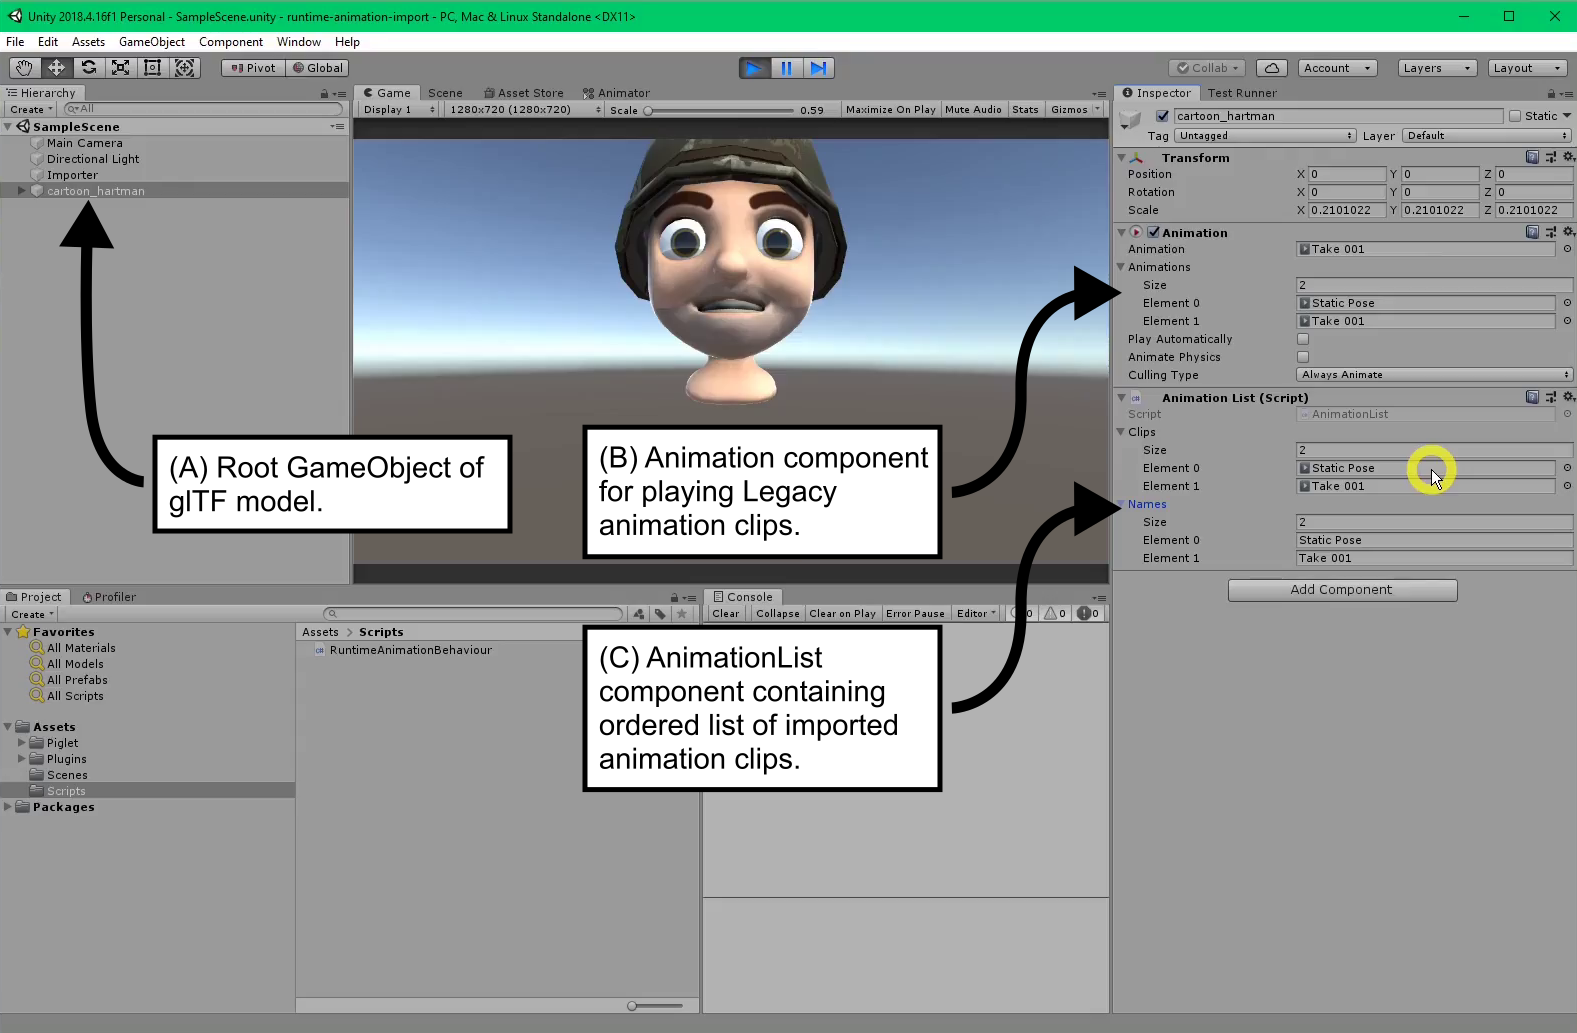 Unity 2018.4.16f1 Personal - SampleScene.unity - runtime-animation-import - PC, Mac & Linux Standalone <DX11>
File Edit Assets GameObject Component Window Help
Pivot Global Collab Account Layers Layout
Hierarchy
Create All
SampleScene
Main Camera
Directional Light
Importer
cartoon_hartman
Game Scene Asset Store Animator
Display 1 1280x720 (1280x720) Scale 0.59 Maximize On Play Mute Audio Stats Gizmos
(A) Root GameObject of
glTF model.
(B) Animation component
for playing Legacy
animation clips.
(C) AnimationList
component containing
ordered list of imported
animation clips.
Inspector Test Runner
cartoon_hartman Static
Tag Untagged Layer Default
Transform
Position X 0 Y 0 Z 0
Rotation X 0 Y 0 Z 0
Scale X 0.2101022 Y 0.2101022 Z 0.2101022
Animation
Animation Take 001
Animations
Size 2
Element 0 Static Pose
Element 1 Take 001
Play Automatically
Animate Physics
Culling Type Always Animate
Animation List (Script)
Script AnimationList
Clips
Size 2
Element 0 Static Pose
Element 1 Take 001
Names
Size 2
Element 0 Static Pose
Element 1 Take 001
Add Component
Project Profiler
Create
Favorites
All Materials
All Models
All Prefabs
All Scripts
Assets
Piglet
Plugins
Scenes
Scripts
Packages
Assets > Scripts
RuntimeAnimationBehaviour
Console
Clear Collapse Clear on Play Error Pause Editor 0 0 0